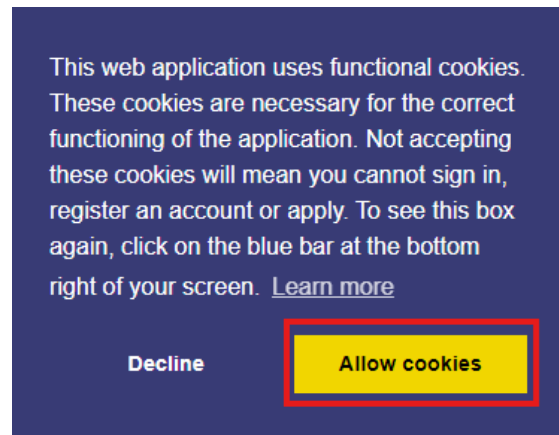 This web application uses functional cookies.
These cookies are necessary for the correct
functioning of the application. Not accepting
these cookies will mean you cannot sign in,
register an account or apply. To see this box
again, click on the blue bar at the bottom
right of your screen. Learn more
Decline
Allow cookies